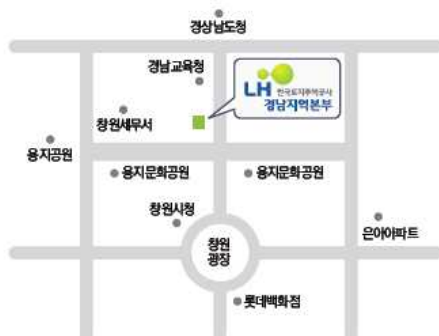 경상남도청
경남교육청
LH 한국토지주택공사
경남지역본부
창원세무서
용지공원
용지문화공원
용지문화공원
창원시청
은아아파트
창원
광장
롯데백화점